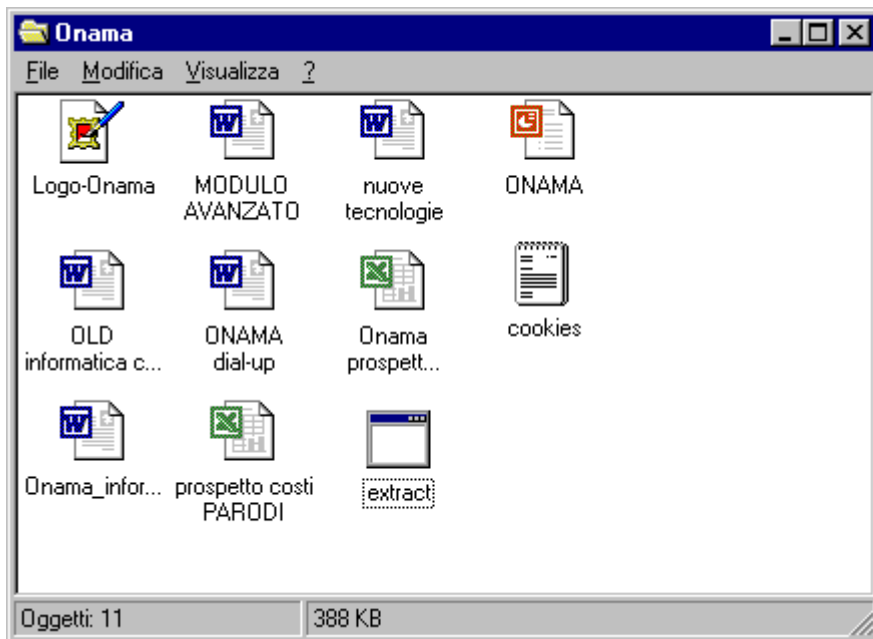 Onama
File Modifica Visualizza ?
Logo-Onama
MODULO
AVANZATO
nuove
tecnologie
ONAMA
OLD
informatica c...
ONAMA
dial-up
Onama
prospett...
cookies
Onama_infor...
prospetto costi
PARODI
extract
Oggetti: 11
388 KB